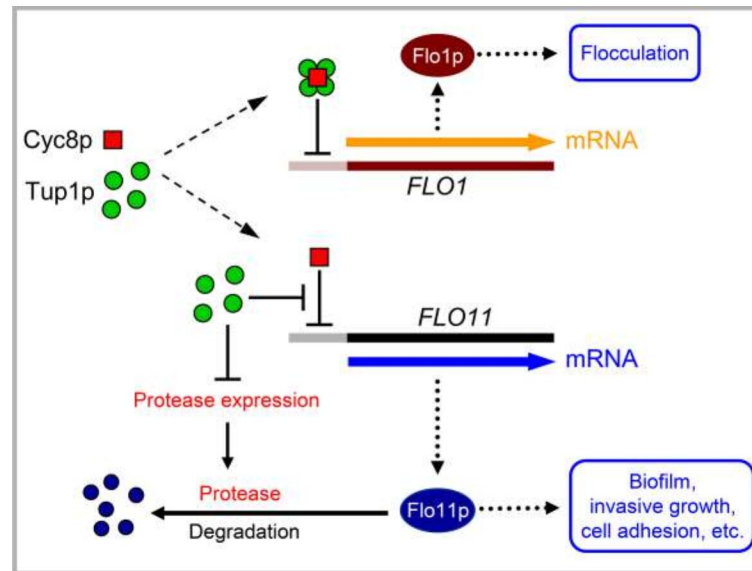 Flo1p
Flocculation
Cyc8p
mRNA
Tup1p
FLO1
FLO11
mRNA
Protease expression
Protease
Degradation
Flo11p
Biofilm,
invasive growth,
cell adhesion, etc.